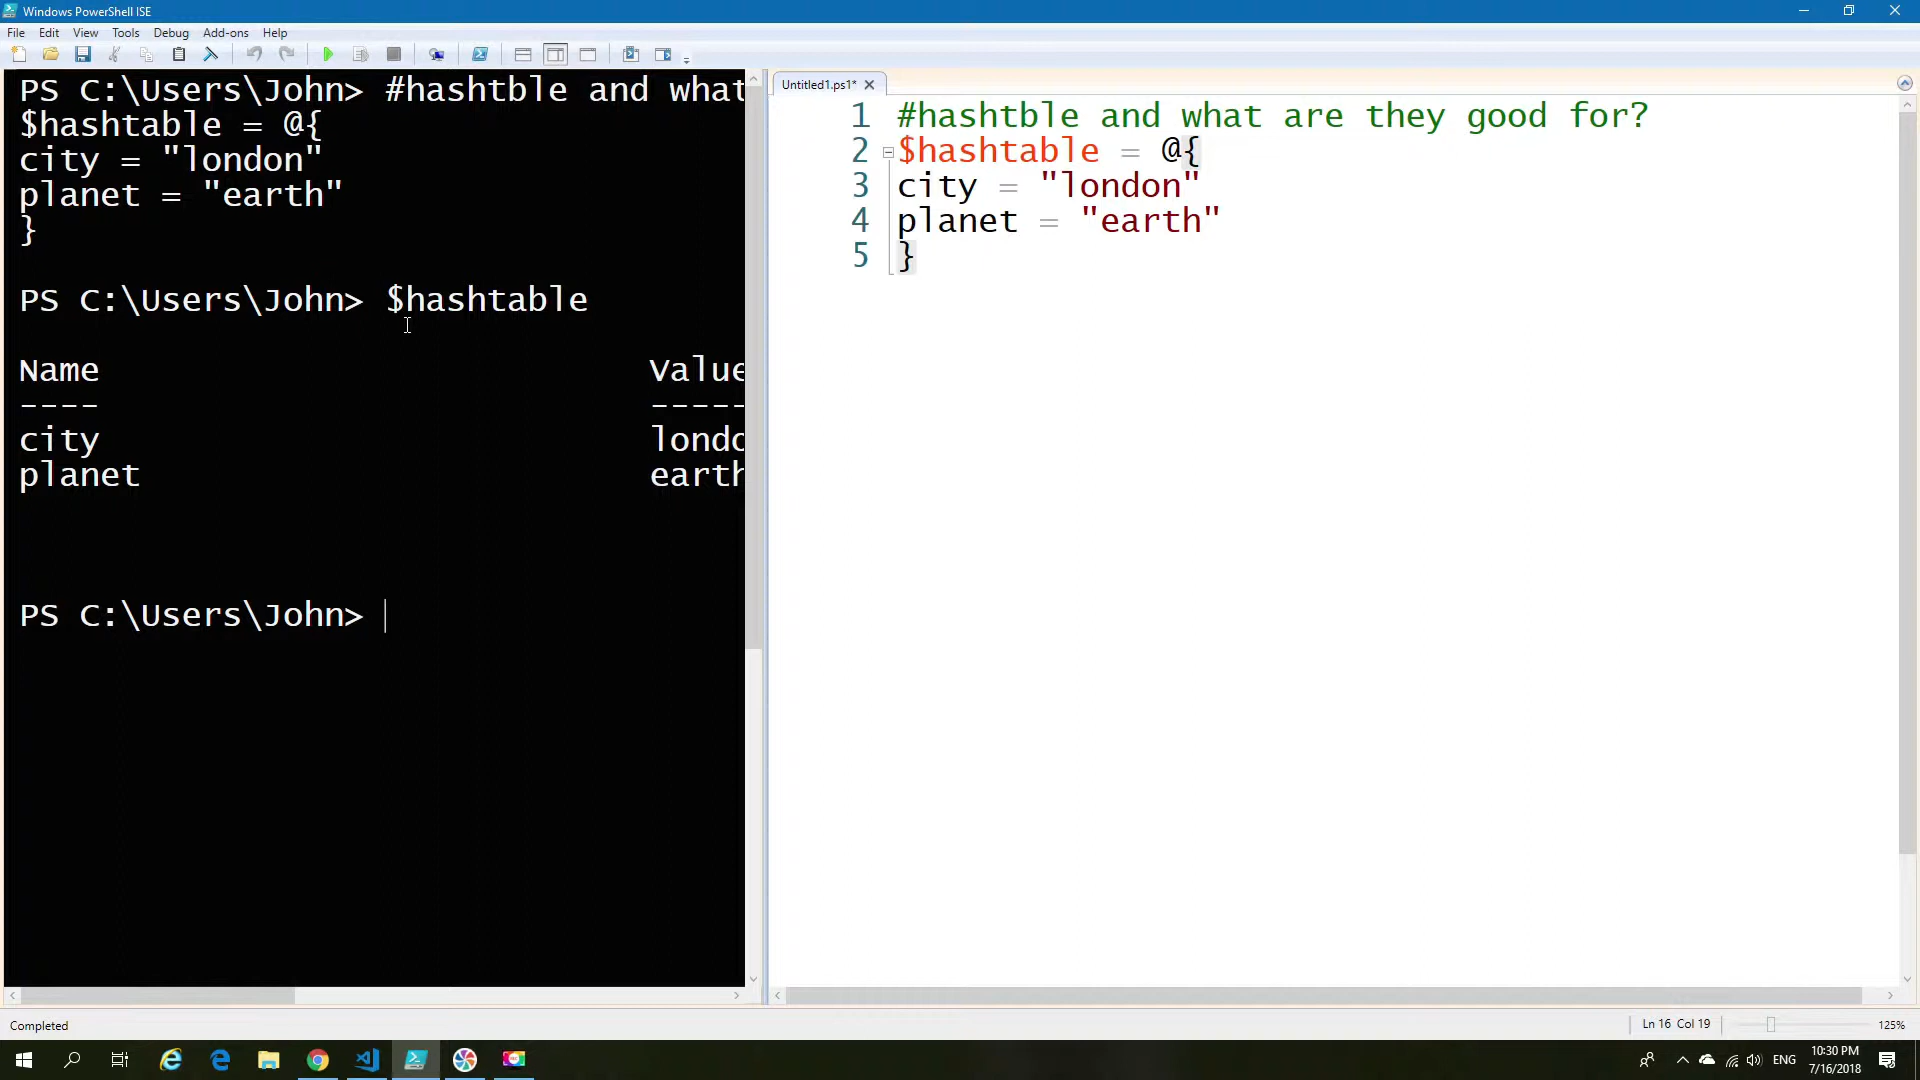 Windows PowerShell ISE
File Edit View Tools Debug Add-ons Help
PS C:\Users\John> #hashtble and what
$hashtable = @{
city = "london"
planet = "earth"
}
PS C:\Users\John> $hashtable
Name Value
---- -----
city londo
planet earth
PS C:\Users\John>
Untitled1.ps1*
1 #hashtble and what are they good for?
2 $hashtable = @{
3 city = "london"
4 planet = "earth"
5 }
Completed
Ln 16 Col 19
125%
ENG
10:30 PM
7/16/2018